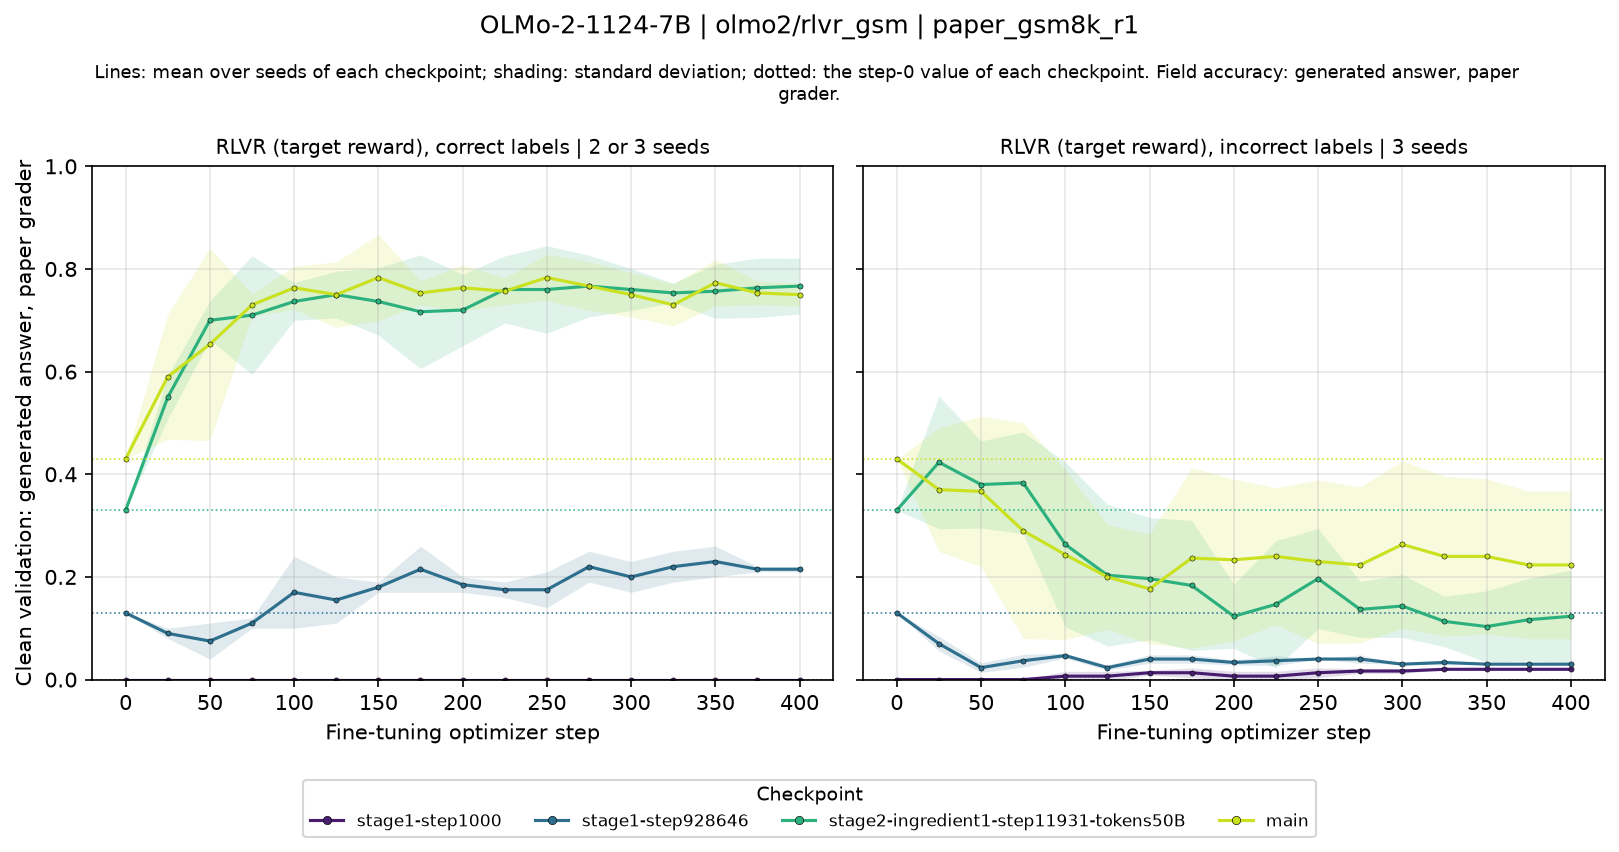 OLMo-2-1124-7B | olmo2/rlvr_gsm | paper_gsm8k_r1
Lines: mean over seeds of each checkpoint; shading: standard deviation; dotted: the step-0 value of each checkpoint. Field accuracy: generated answer, paper
grader.
RLVR (target reward), correct labels | 2 or 3 seeds
RLVR (target reward), incorrect labels | 3 seeds
Clean validation: generated answer, paper grader
1.0
0.8
0.6
0.4
0.2
0.0
0 50 100 150 200 250 300 350 400
0 50 100 150 200 250 300 350 400
Fine-tuning optimizer step
Fine-tuning optimizer step
Checkpoint
stage1-step1000
stage1-step928646
stage2-ingredient1-step11931-tokens50B
main